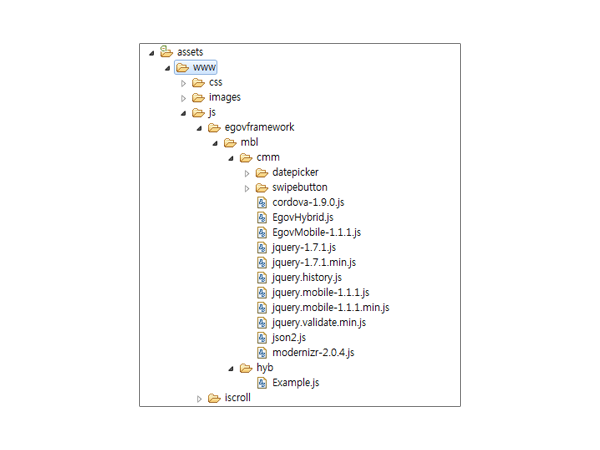 assets
www
css
images
js
egovframework
mbl
cmm
datepicker
swipebutton
cordova-1.9.0.js
EgovHybrid.js
EgovMobile-1.1.1.js
jquery-1.7.1.js
jquery-1.7.1.min.js
jquery.history.js
jquery.mobile-1.1.1.js
jquery.mobile-1.1.1.min.js
jquery.validate.min.js
json2.js
modernizr-2.0.4.js
hyb
Example.js
iscroll